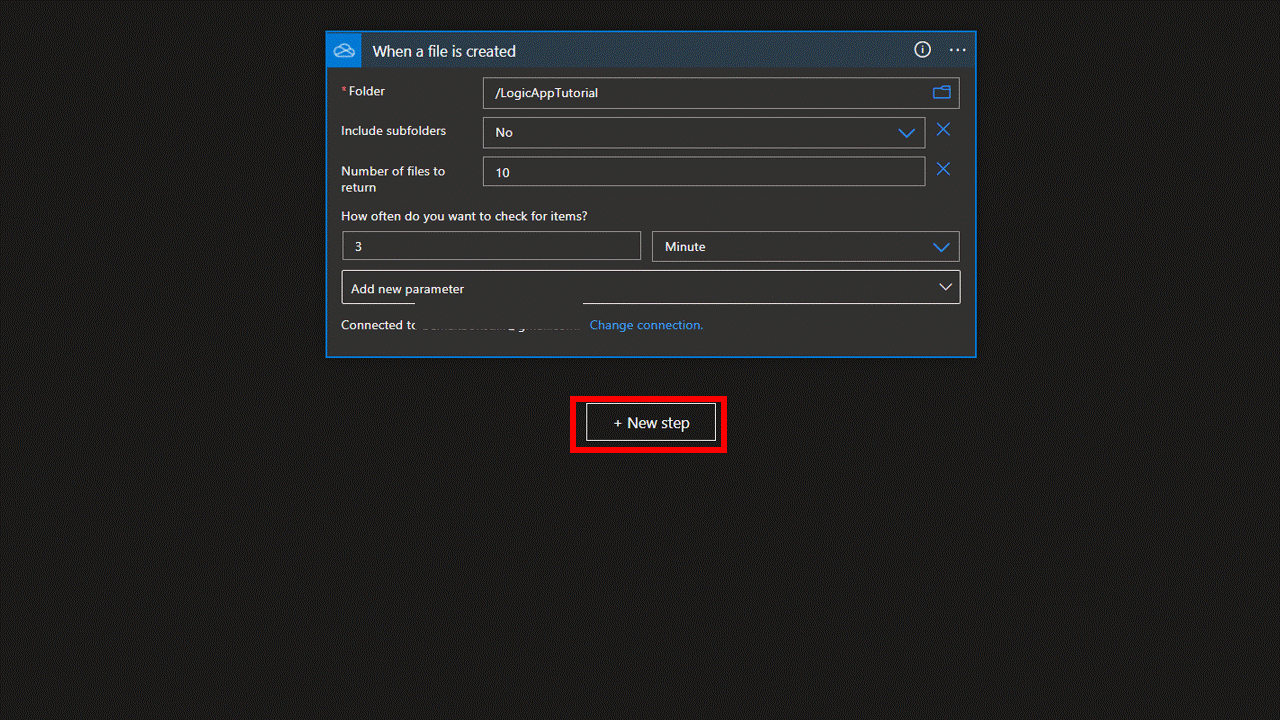 When a file is created
* Folder
/LogicAppTutorial
Include subfolders
No
Number of files to
return
10
How often do you want to check for items?
3
Minute
Add new parameter
Connected to
Change connection.
+ New step